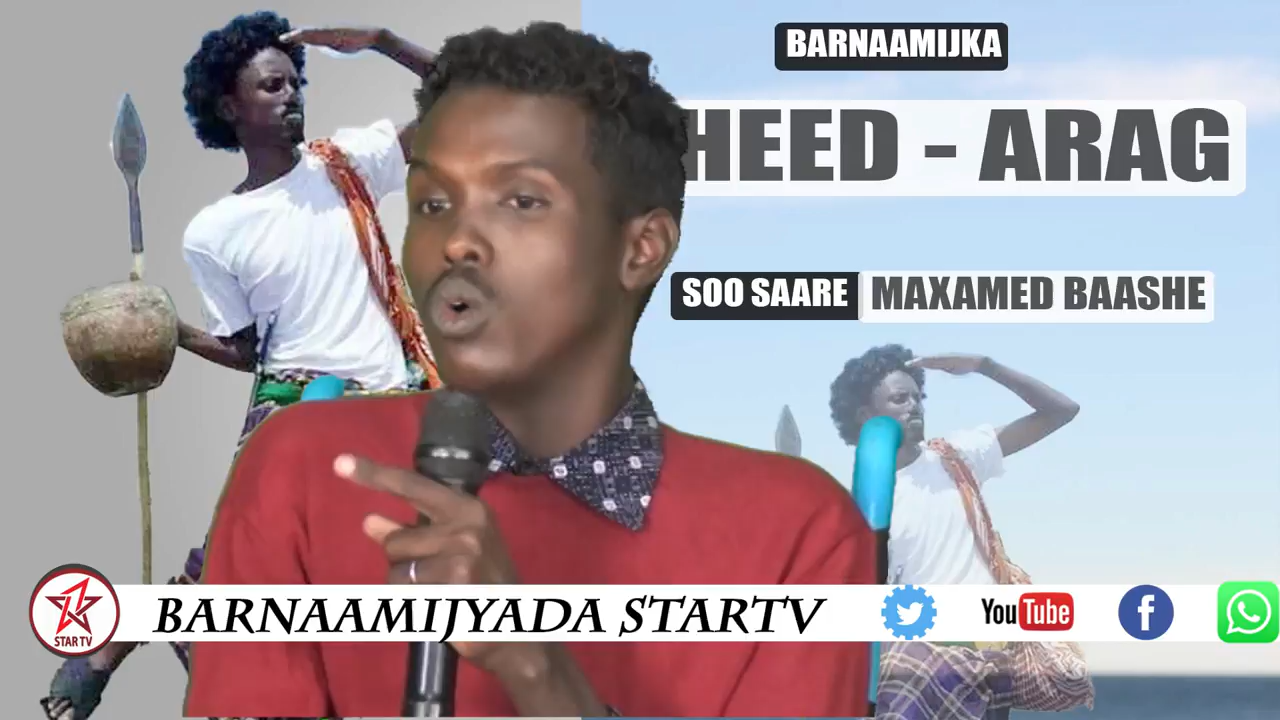 BARNAAMIJKA
HEED - ARAG
SOO SAARE MAXAMED BAASHE
STAR TV
BARNAAMIJYADA STARTV
YouTube